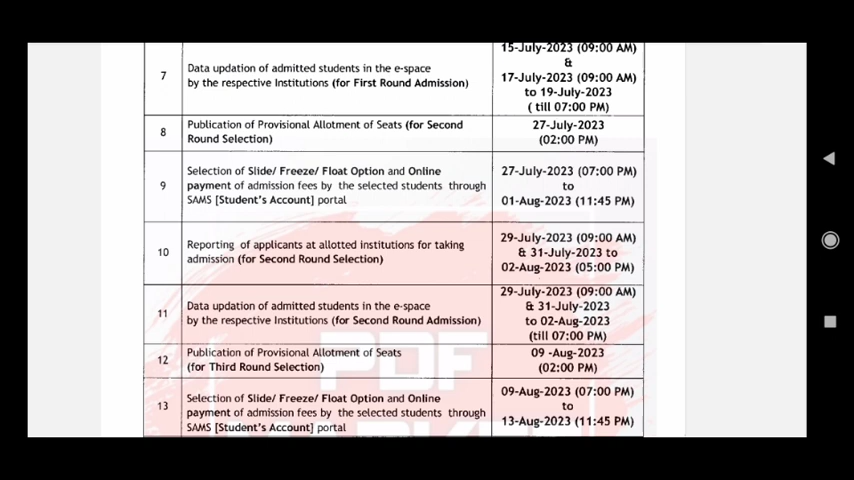 15-July-2023 (09:00 AM)
&
7 Data updation of admitted students in the e-space 17-July-2023 (09:00 AM)
by the respective Institutions (for First Round Admission) to 19-July-2023
( till 07:00 PM)
8 Publication of Provisional Allotment of Seats (for Second 27-July-2023
Round Selection) (02:00 PM)
9 Selection of Slide/ Freeze/ Float Option and Online 27-July-2023 (07:00 PM)
payment of admission fees by the selected students through to
SAMS [Student's Account] portal 01-Aug-2023 (11:45 PM)
10 Reporting of applicants at allotted institutions for taking 29-July-2023 (09:00 AM)
admission (for Second Round Selection) & 31-July-2023 to
02-Aug-2023 (05:00 PM)
29-July-2023 (09:00 AM)
11 Data updation of admitted students in the e-space & 31-July-2023
by the respective Institutions (for Second Round Admission) to 02-Aug-2023
(till 07:00 PM)
12 Publication of Provisional Allotment of Seats 09 -Aug-2023
(for Third Round Selection) (02:00 PM)
13 Selection of Slide/ Freeze/ Float Option and Online 09-Aug-2023 (07:00 PM)
payment of admission fees by the selected students through to
SAMS [Student's Account] portal 13-Aug-2023 (11:45 PM)
PDF